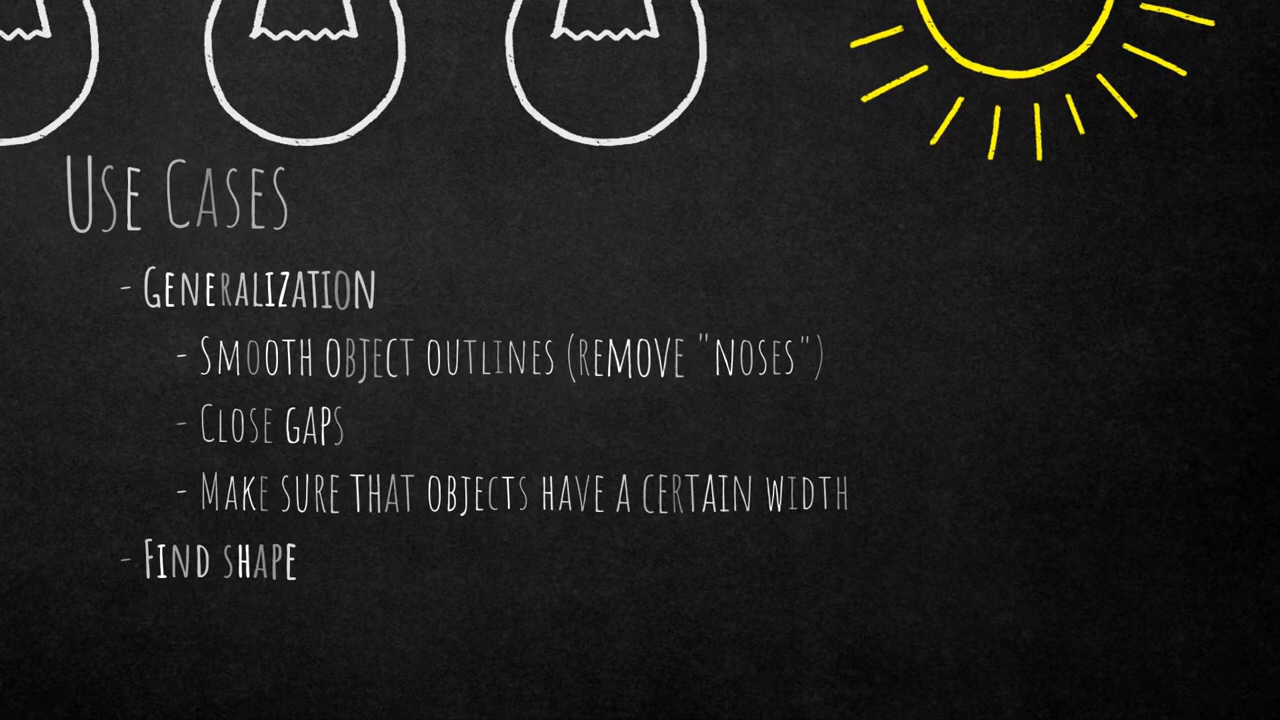 Use Cases
- Generalization
- Smooth object outlines (remove "noses")
- Close gaps
- Make sure that objects have a certain width
- Find shape